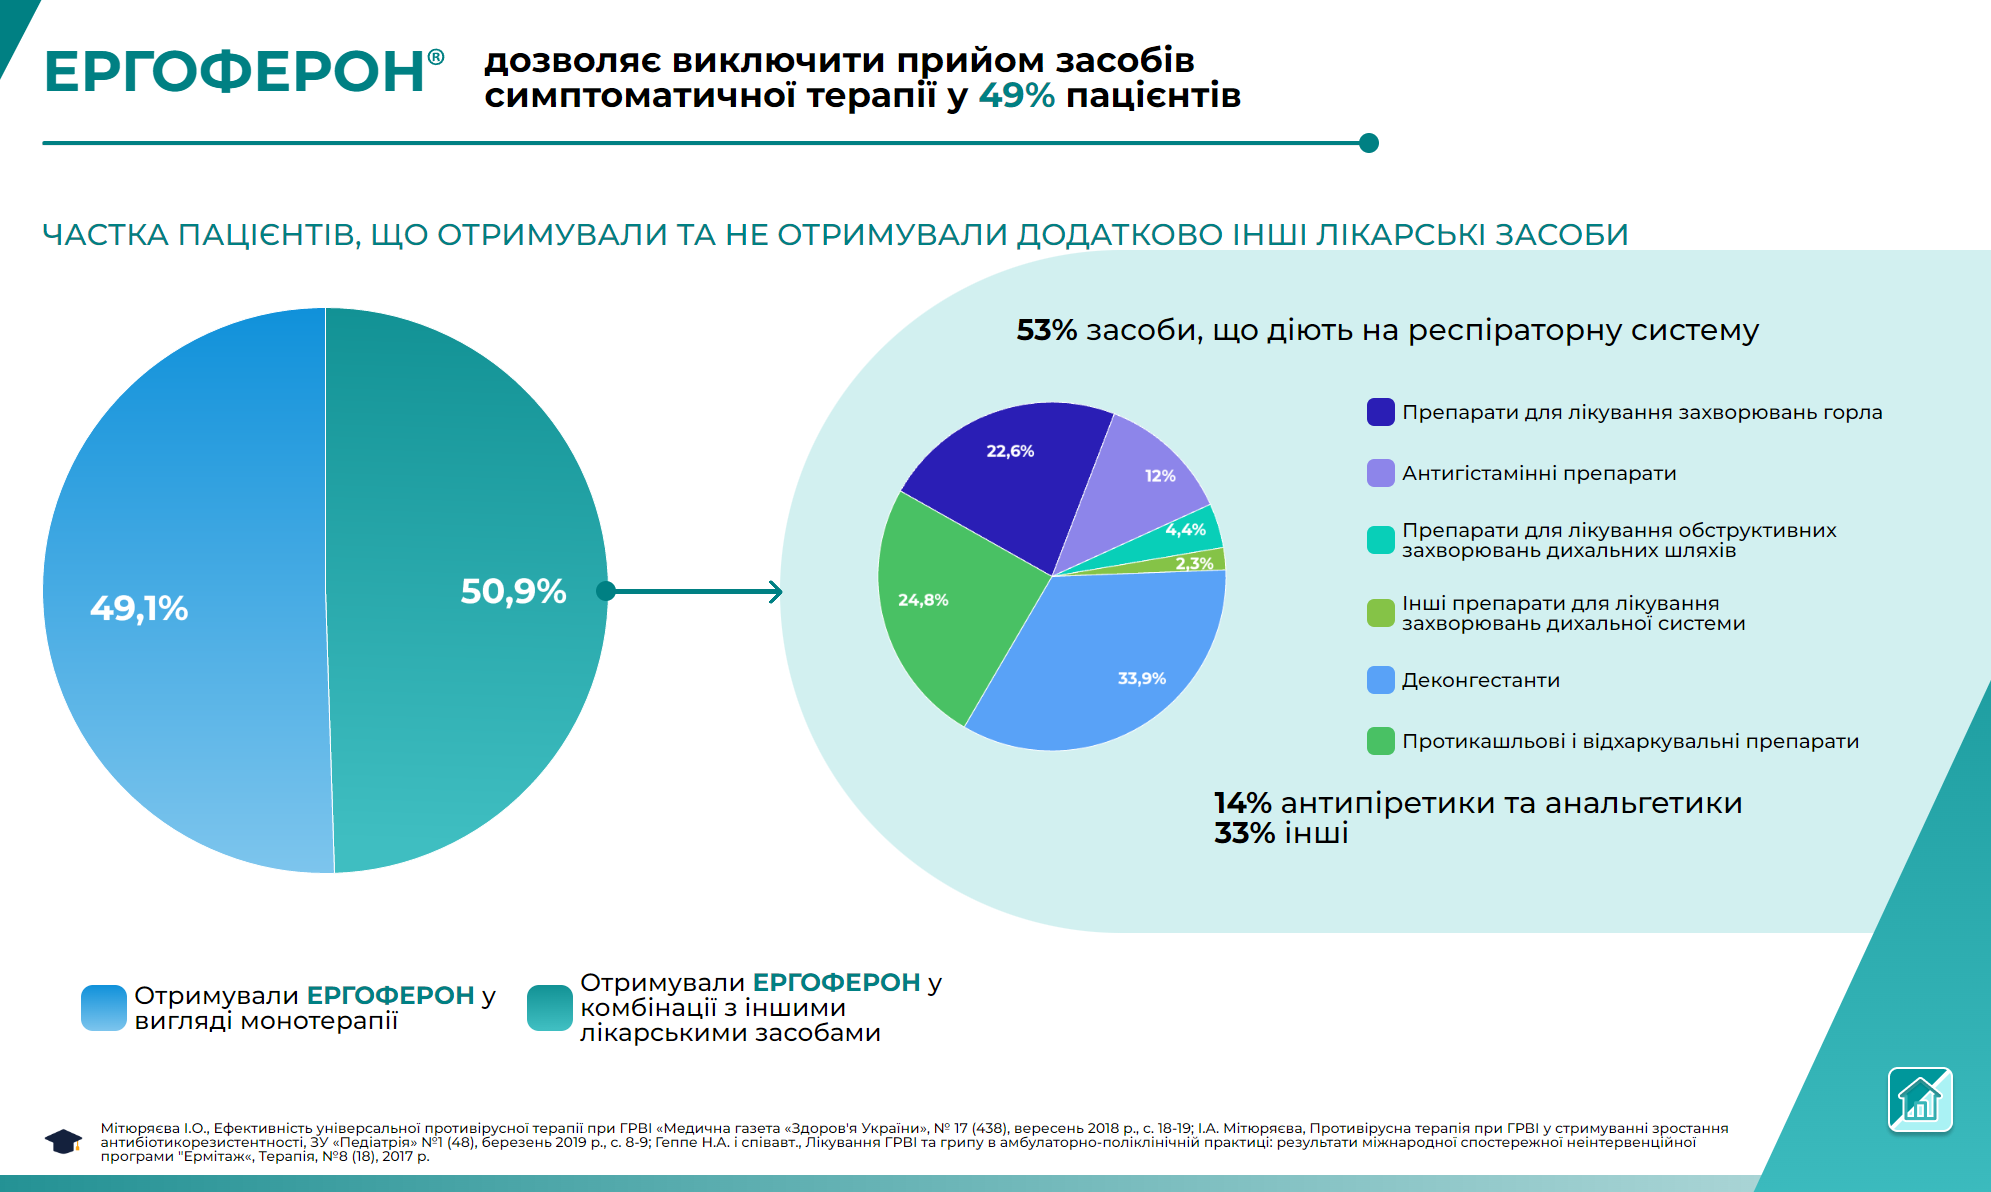 ЕРГОФЕРОН®
дозволяє виключити прийом засобів
симптоматичної терапії у 49% пацієнтів
ЧАСТКА ПАЦІЄНТІВ, ЩО ОТРИМУВАЛИ ТА НЕ ОТРИМУВАЛИ ДОДАТКОВО ІНШІ ЛІКАРСЬКІ ЗАСОБИ
49,1%
50,9%
53% засоби, що діють на респіраторну систему
22,6%
12%
4,4%
2,3%
24,8%
33,9%
Препарати для лікування захворювань горла
Антигістамінні препарати
Препарати для лікування обструктивних
захворювань дихальних шляхів
Інші препарати для лікування
захворювань дихальної системи
Деконгестанти
Протикашльові і відхаркувальні препарати
14% антипіретики та анальгетики
33% інші
Отримували ЕРГОФЕРОН у
вигляді монотерапії
Отримували ЕРГОФЕРОН у
комбінації з іншими
лікарськими засобами
Мітюряєва І.О., Ефективність універсальної противірусної терапії при ГРВІ «Медична газета «Здоров'я України», № 17 (438), вересень 2018 р., с. 18-19; І.А. Мітюряєва, Противірусна терапія при ГРВІ у стримуванні зростання
антибіотикорезистентності, ЗУ «Педіатрія» №1 (48), березень 2019 р., с. 8-9; Геппе Н.А. і співавт., Лікування ГРВІ та грипу в амбулаторно-поліклінічній практиці: результати міжнародної спостережної неінтервенційної
програми "Ермітаж«, Терапія, №8 (18), 2017 р.